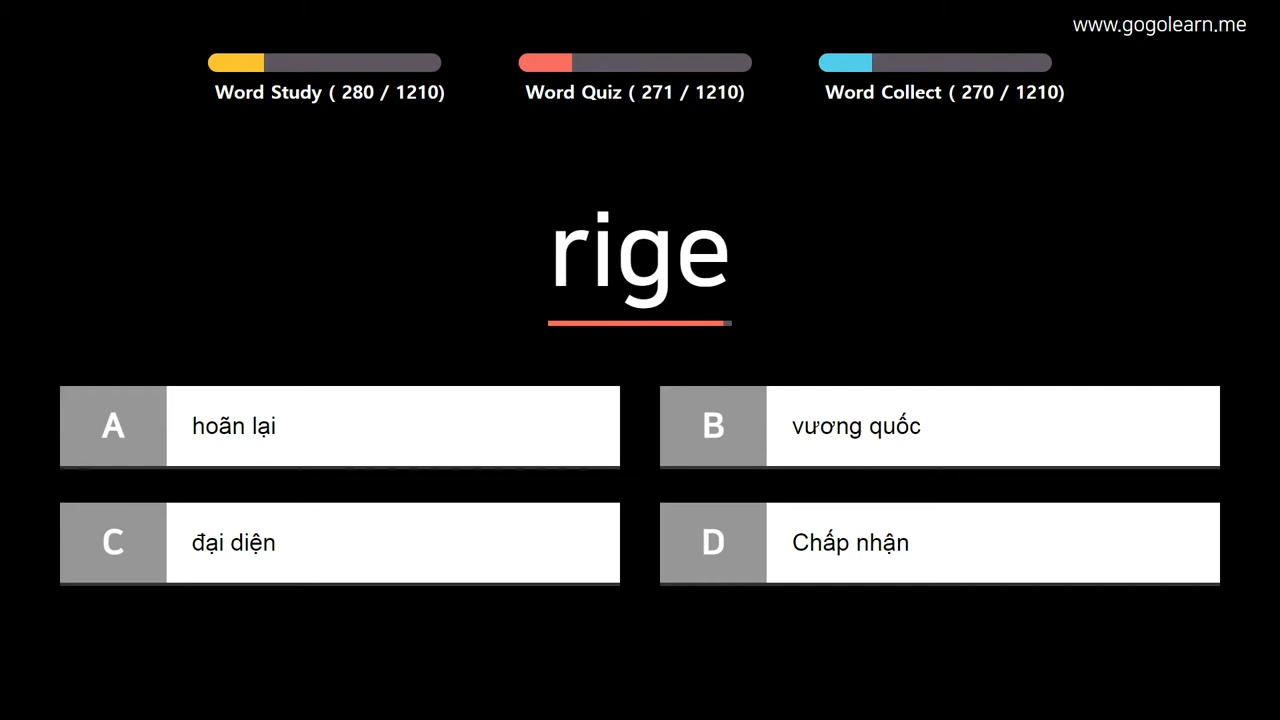 www.gogolearn.me
Word Study ( 280 / 1210)
Word Quiz ( 271 / 1210)
Word Collect ( 270 / 1210)
rige
A hoãn lại
B vương quốc
C đại diện
D Chấp nhận